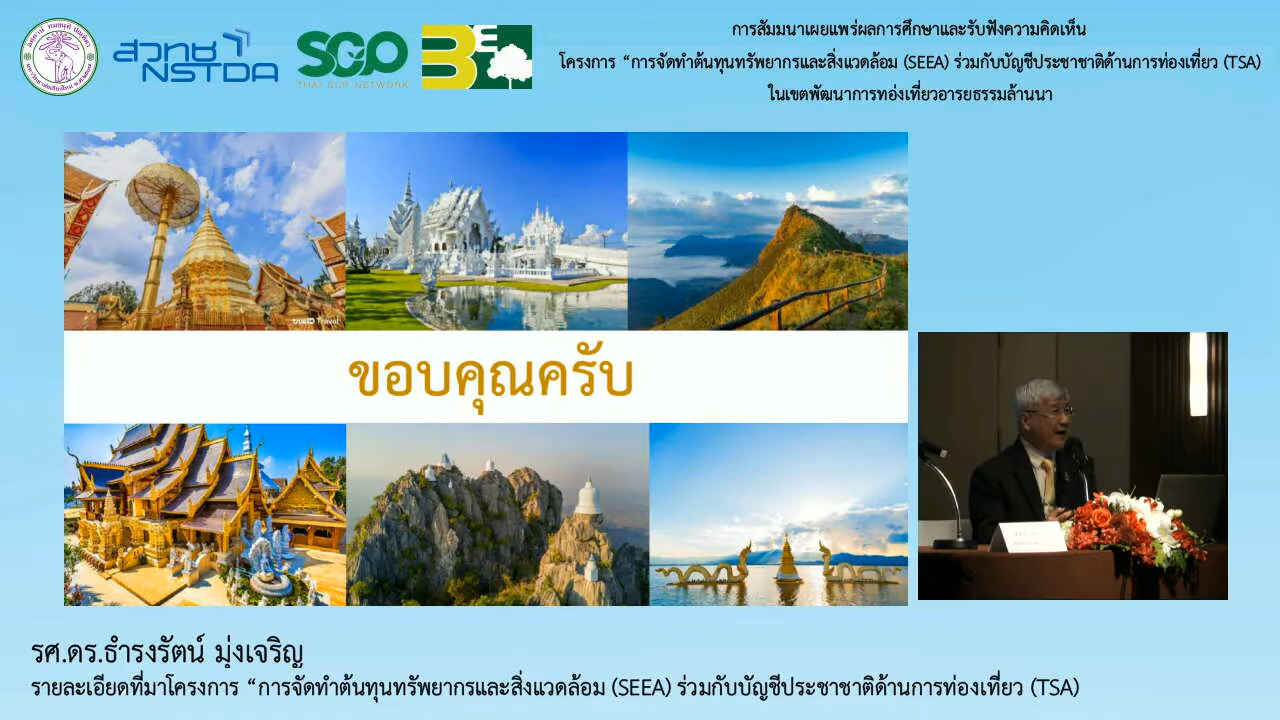 สวทช
NSTDA
SCP
THAI SCP NETWORK
BE
การสัมมนาเผยแพร่ผลการศึกษาและรับฟังความคิดเห็น
โครงการ “การจัดทำต้นทุนทรัพยากรและสิ่งแวดล้อม (SEEA) ร่วมกับบัญชีประชาชาติด้านการท่องเที่ยว (TSA)
ในเขตพัฒนาการทอ่งเที่ยวอารยธรรมล้านนา
trueID Travel
ขอบคุณครับ
รศ.ดร.ธำรงรัตน์ มุ่งเจริญ
รายละเอียดที่มาโครงการ “การจัดทำต้นทุนทรัพยากรและสิ่งแวดล้อม (SEEA) ร่วมกับบัญชีประชาชาติด้านการท่องเที่ยว (TSA)